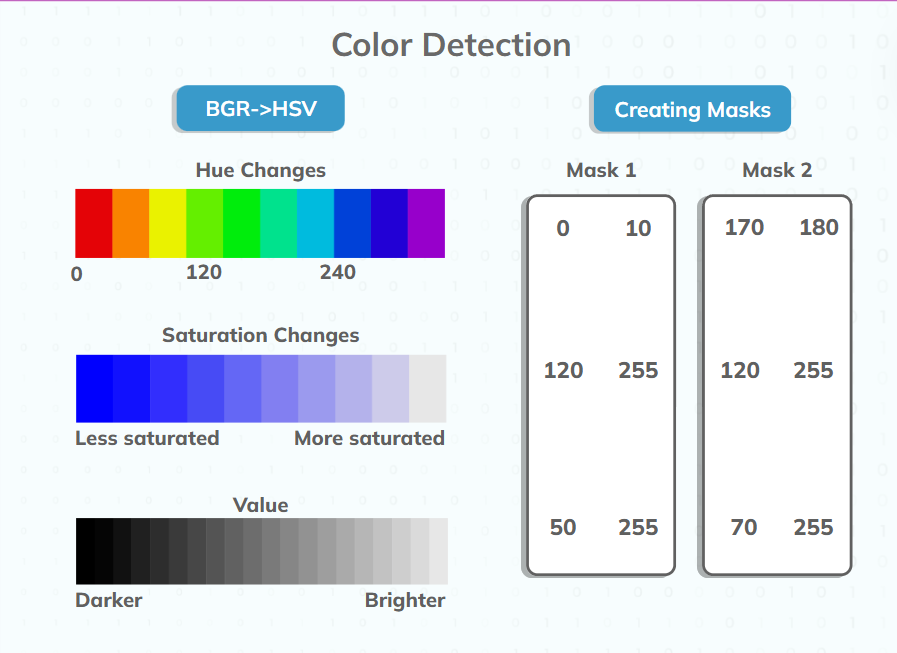 Color Detection
BGR->HSV
Hue Changes
0
120
240
Saturation Changes
Less saturated
More saturated
Value
Darker
Brighter
Creating Masks
Mask 1
0 10
120 255
50 255
Mask 2
170 180
120 255
70 255